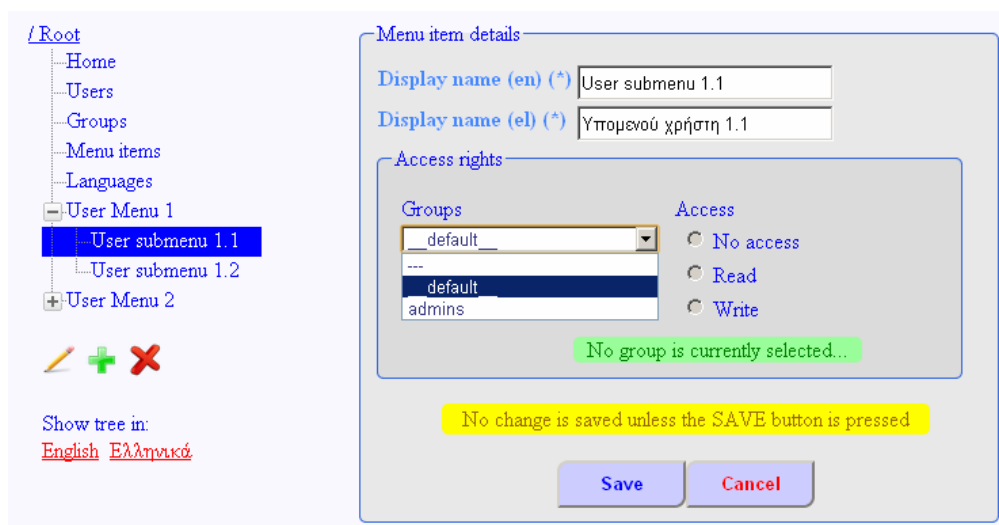 / Root
Home
Users
Groups
Menu items
Languages
User Menu 1
User submenu 1.1
User submenu 1.2
User Menu 2
Show tree in:
English Ελληνικά
Menu item details
Display name (en) (*) User submenu 1.1
Display name (el) (*) Υπομενού χρήστη 1.1
Access rights
Groups Access
__default__ No access
---
__default__ Read
admins Write
No group is currently selected...
No change is saved unless the SAVE button is pressed
Save Cancel